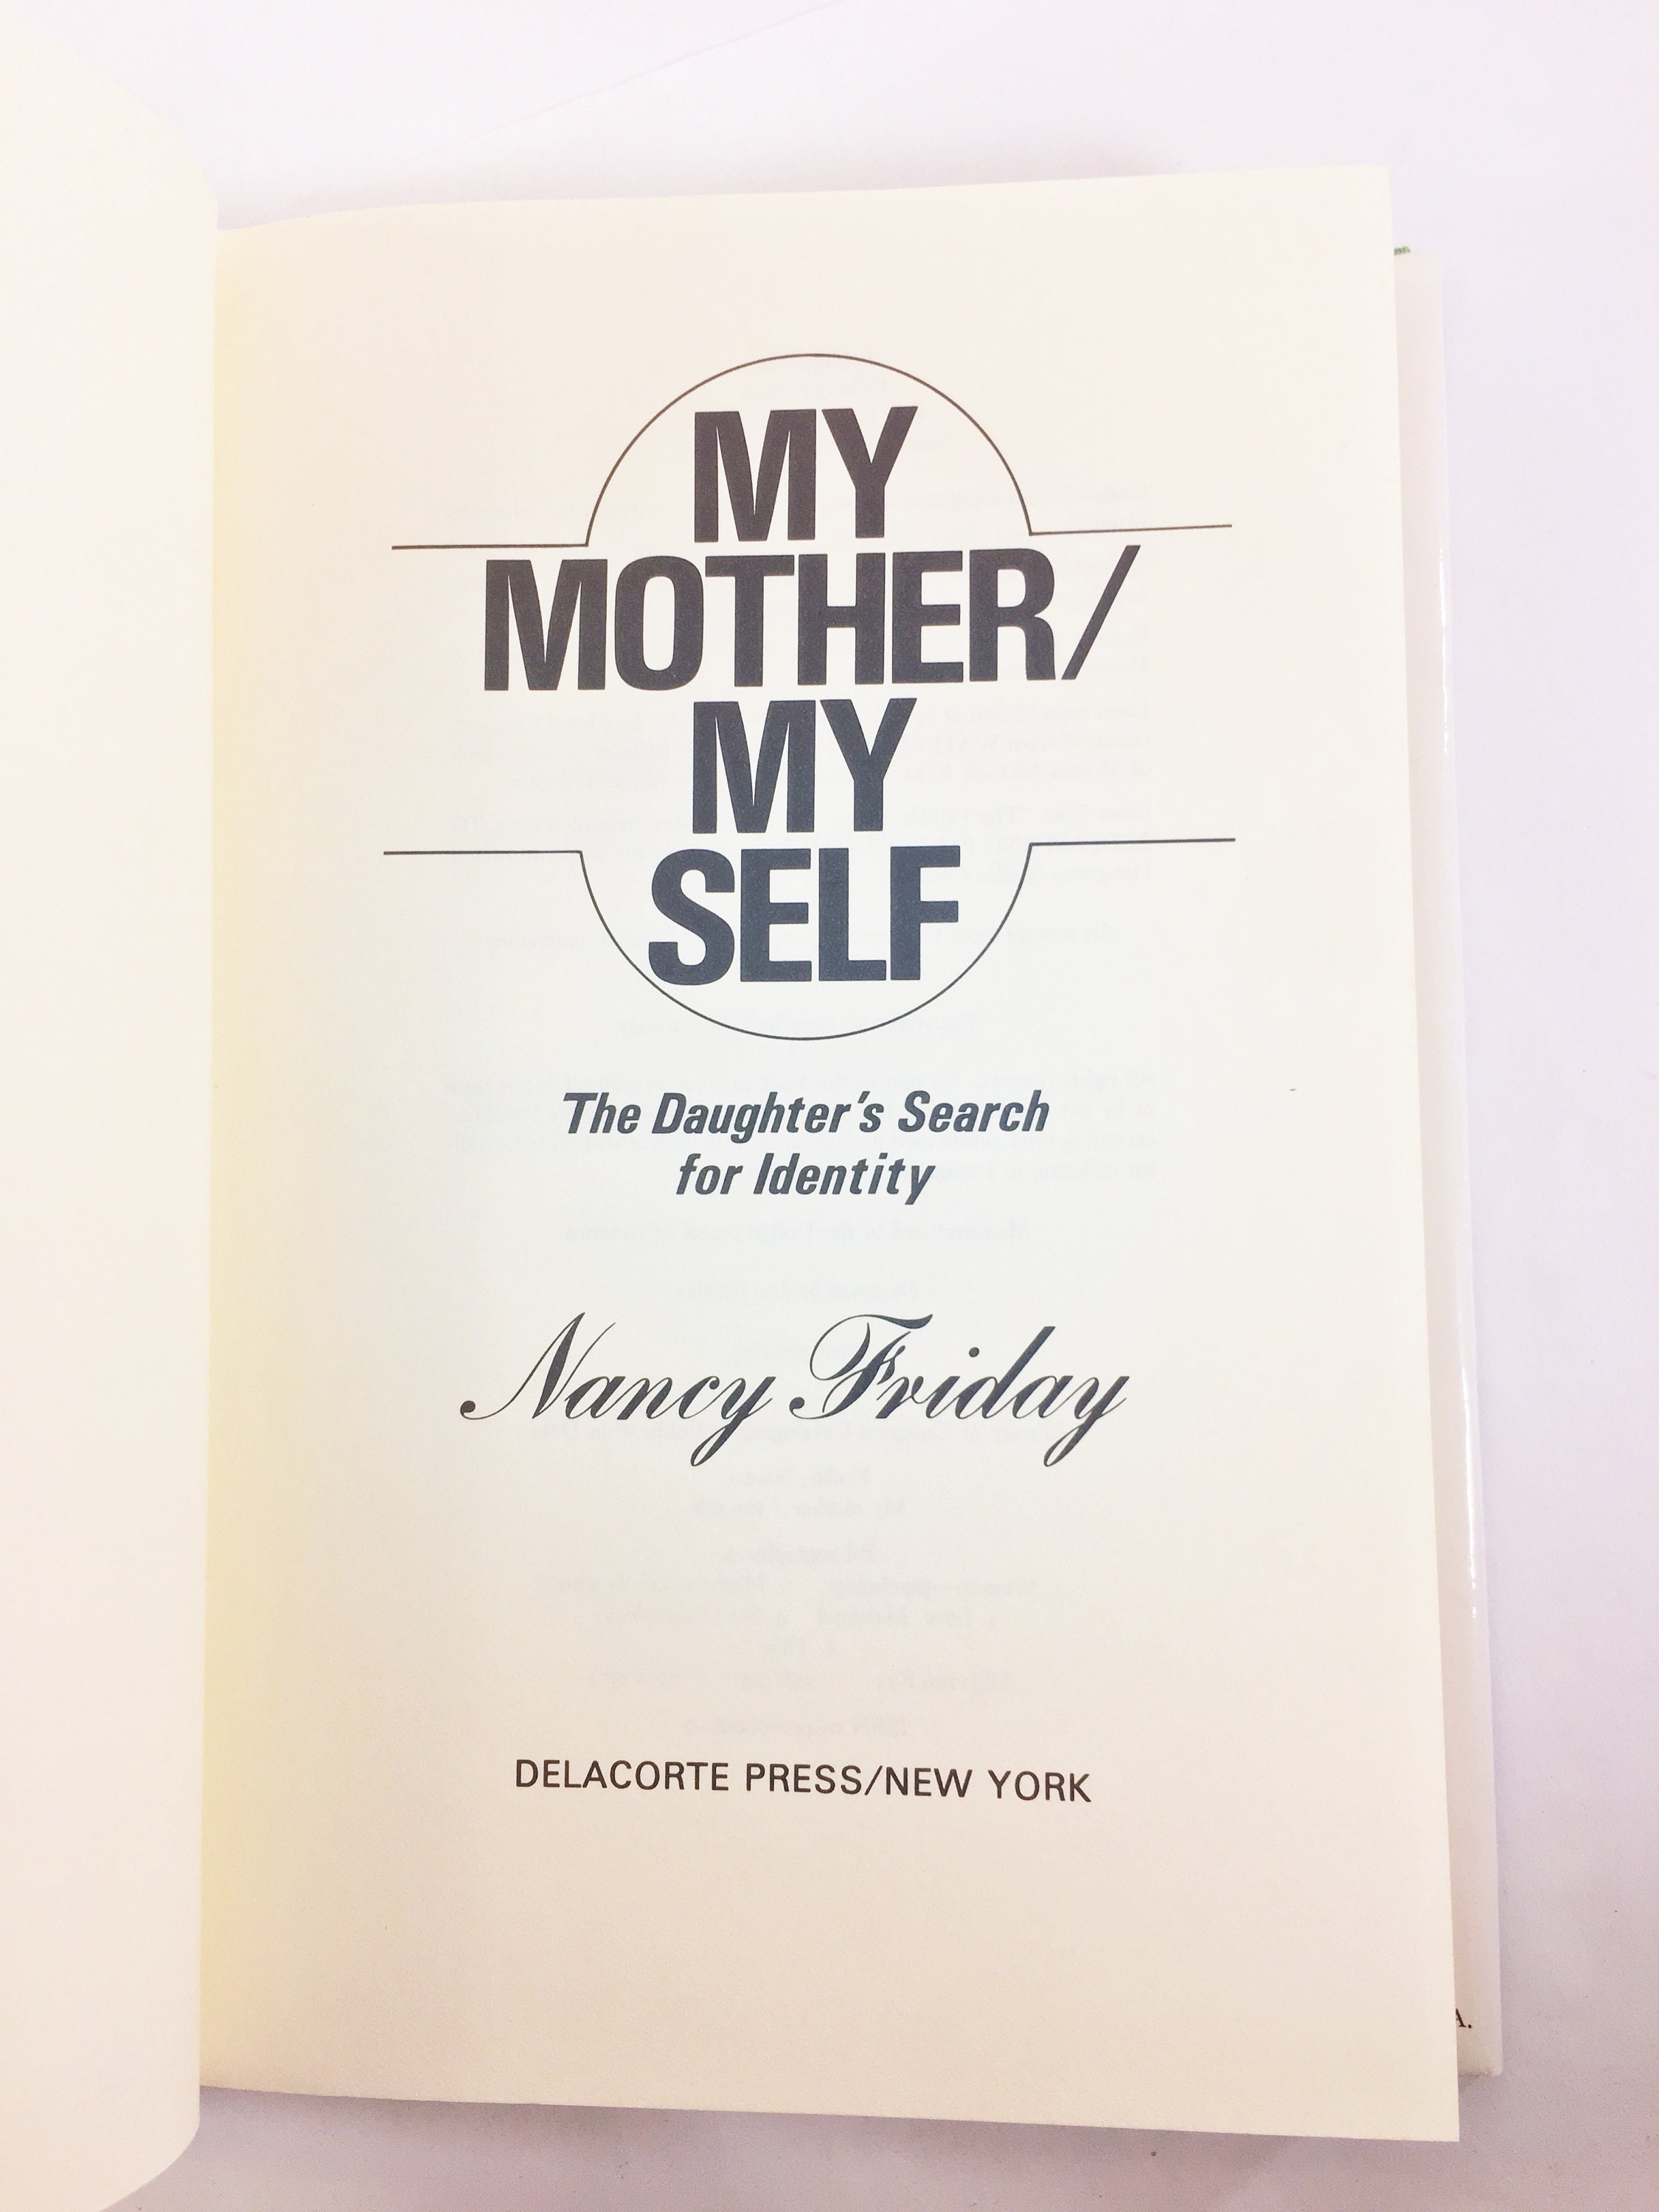 MY
MOTHER/
MY
SELF
The Daughter's Search
for Identity
Nancy Friday
DELACORTE PRESS/NEW YORK
A.